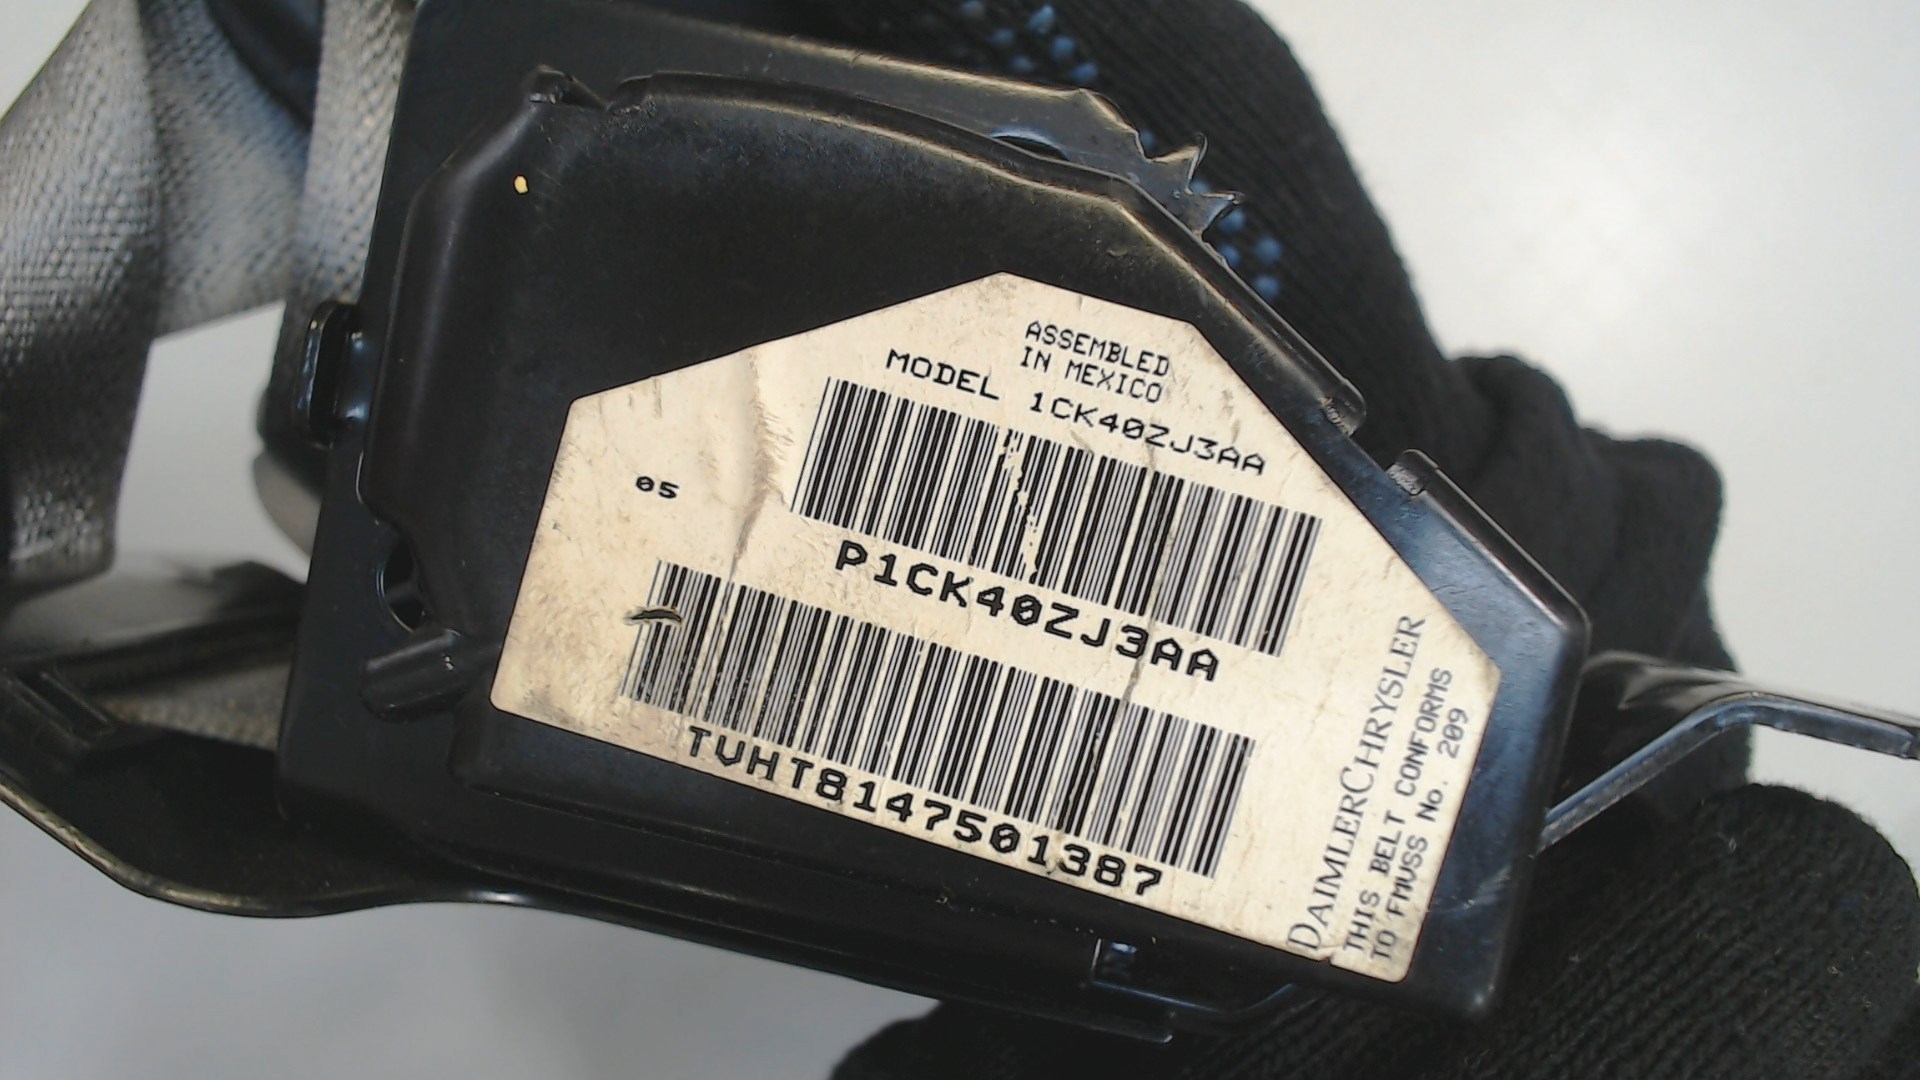 ASSEMBLED
IN MEXICO
MODEL 1CK40ZJ3AA
05
P1CK40ZJ3AA
TVHT8147501387
DAIMLERCHRYSLER
THIS BELT CONFORMS
TO FMVSS No. 209